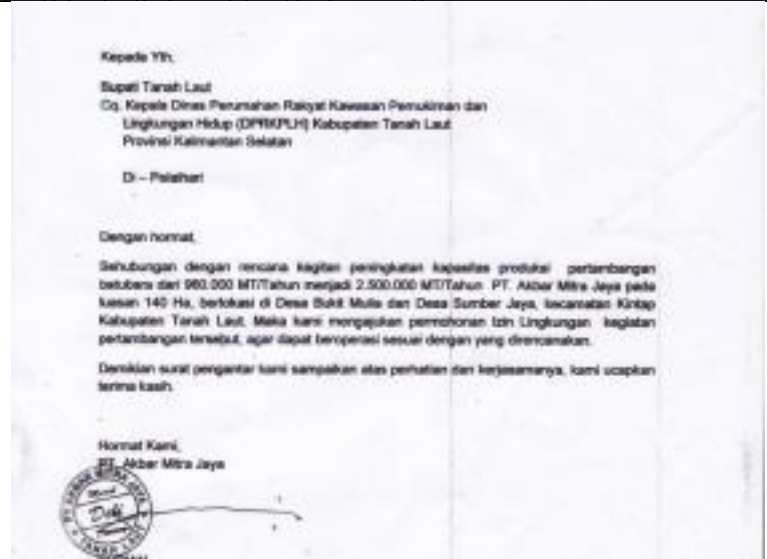 Kepada Yth,
Bupati Tanah Laut
Cq. Kepala Dinas Perumahan Rakyat Kawasan Pemukiman dan
Lingkungan Hidup (DPRKPLH) Kabupaten Tanah Laut
Provinsi Kalimantan Selatan
Di – Pelaihari
Dengan hormat,
Sehubungan dengan rencana kegitan peningkatan kapasitas produksi pertambangan
batubara dari 960.000 MT/Tahun menjadi 2.500.000 MT/Tahun PT. Akbar Mitra Jaya pada
luasan 140 Ha, berlokasi di Desa Bukit Mulia dan Desa Sumber Jaya, kecamatan Kintap
Kabupaten Tanah Laut. Maka kami mengajukan permohonan Izin Lingkungan kegiatan
pertambangan tersebut, agar dapat beroperasi sesuai dengan yang direncanakan.
Demikian surat pengantar kami sampaikan atas perhatian dan kerjasamanya, kami ucapkan
terima kasih.
Hormat Kami,
PT. Akbar Mitra Jaya